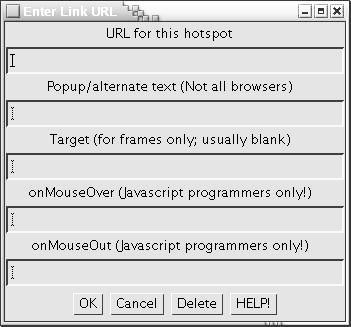 Enter Link URL
URL for this hotspot
Popup/alternate text (Not all browsers)
Target (for frames only; usually blank)
onMouseOver (Javascript programmers only!)
onMouseOut (Javascript programmers only!)
OK Cancel Delete HELP!